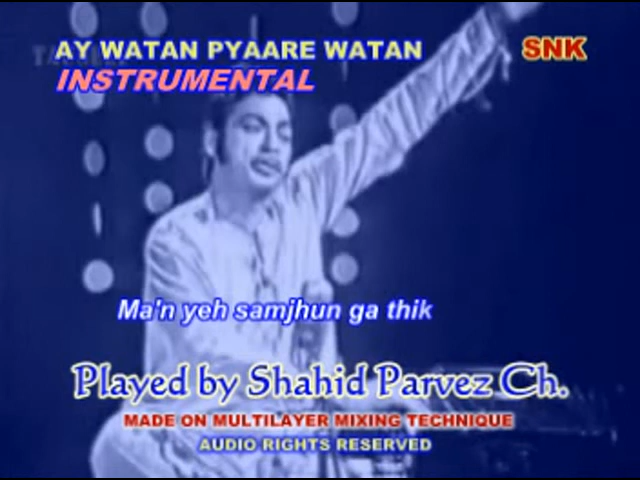 AY WATAN PYAARE WATAN
SNK
INSTRUMENTAL
Ma'n yeh samjhun ga thik
Played by Shahid Parvez Ch.
MADE ON MULTILAYER MIXING TECHNIQUE
AUDIO RIGHTS RESERVED